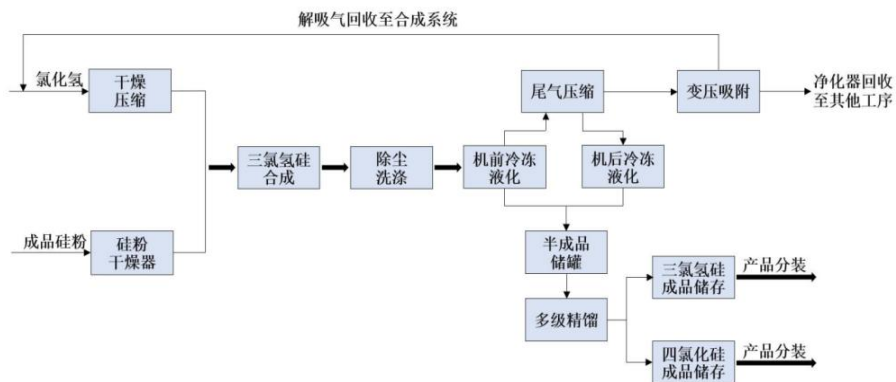 解吸气回收至合成系统
氯化氢
干燥
压缩
尾气压缩
变压吸附
净化器回收
至其他工序
三氯氢硅
合成
除尘
洗涤
机前冷冻
液化
机后冷冻
液化
成品硅粉
硅粉
干燥器
半成品
储罐
三氯氢硅
成品储存
产品分装
多级精馏
四氯化硅
成品储存
产品分装